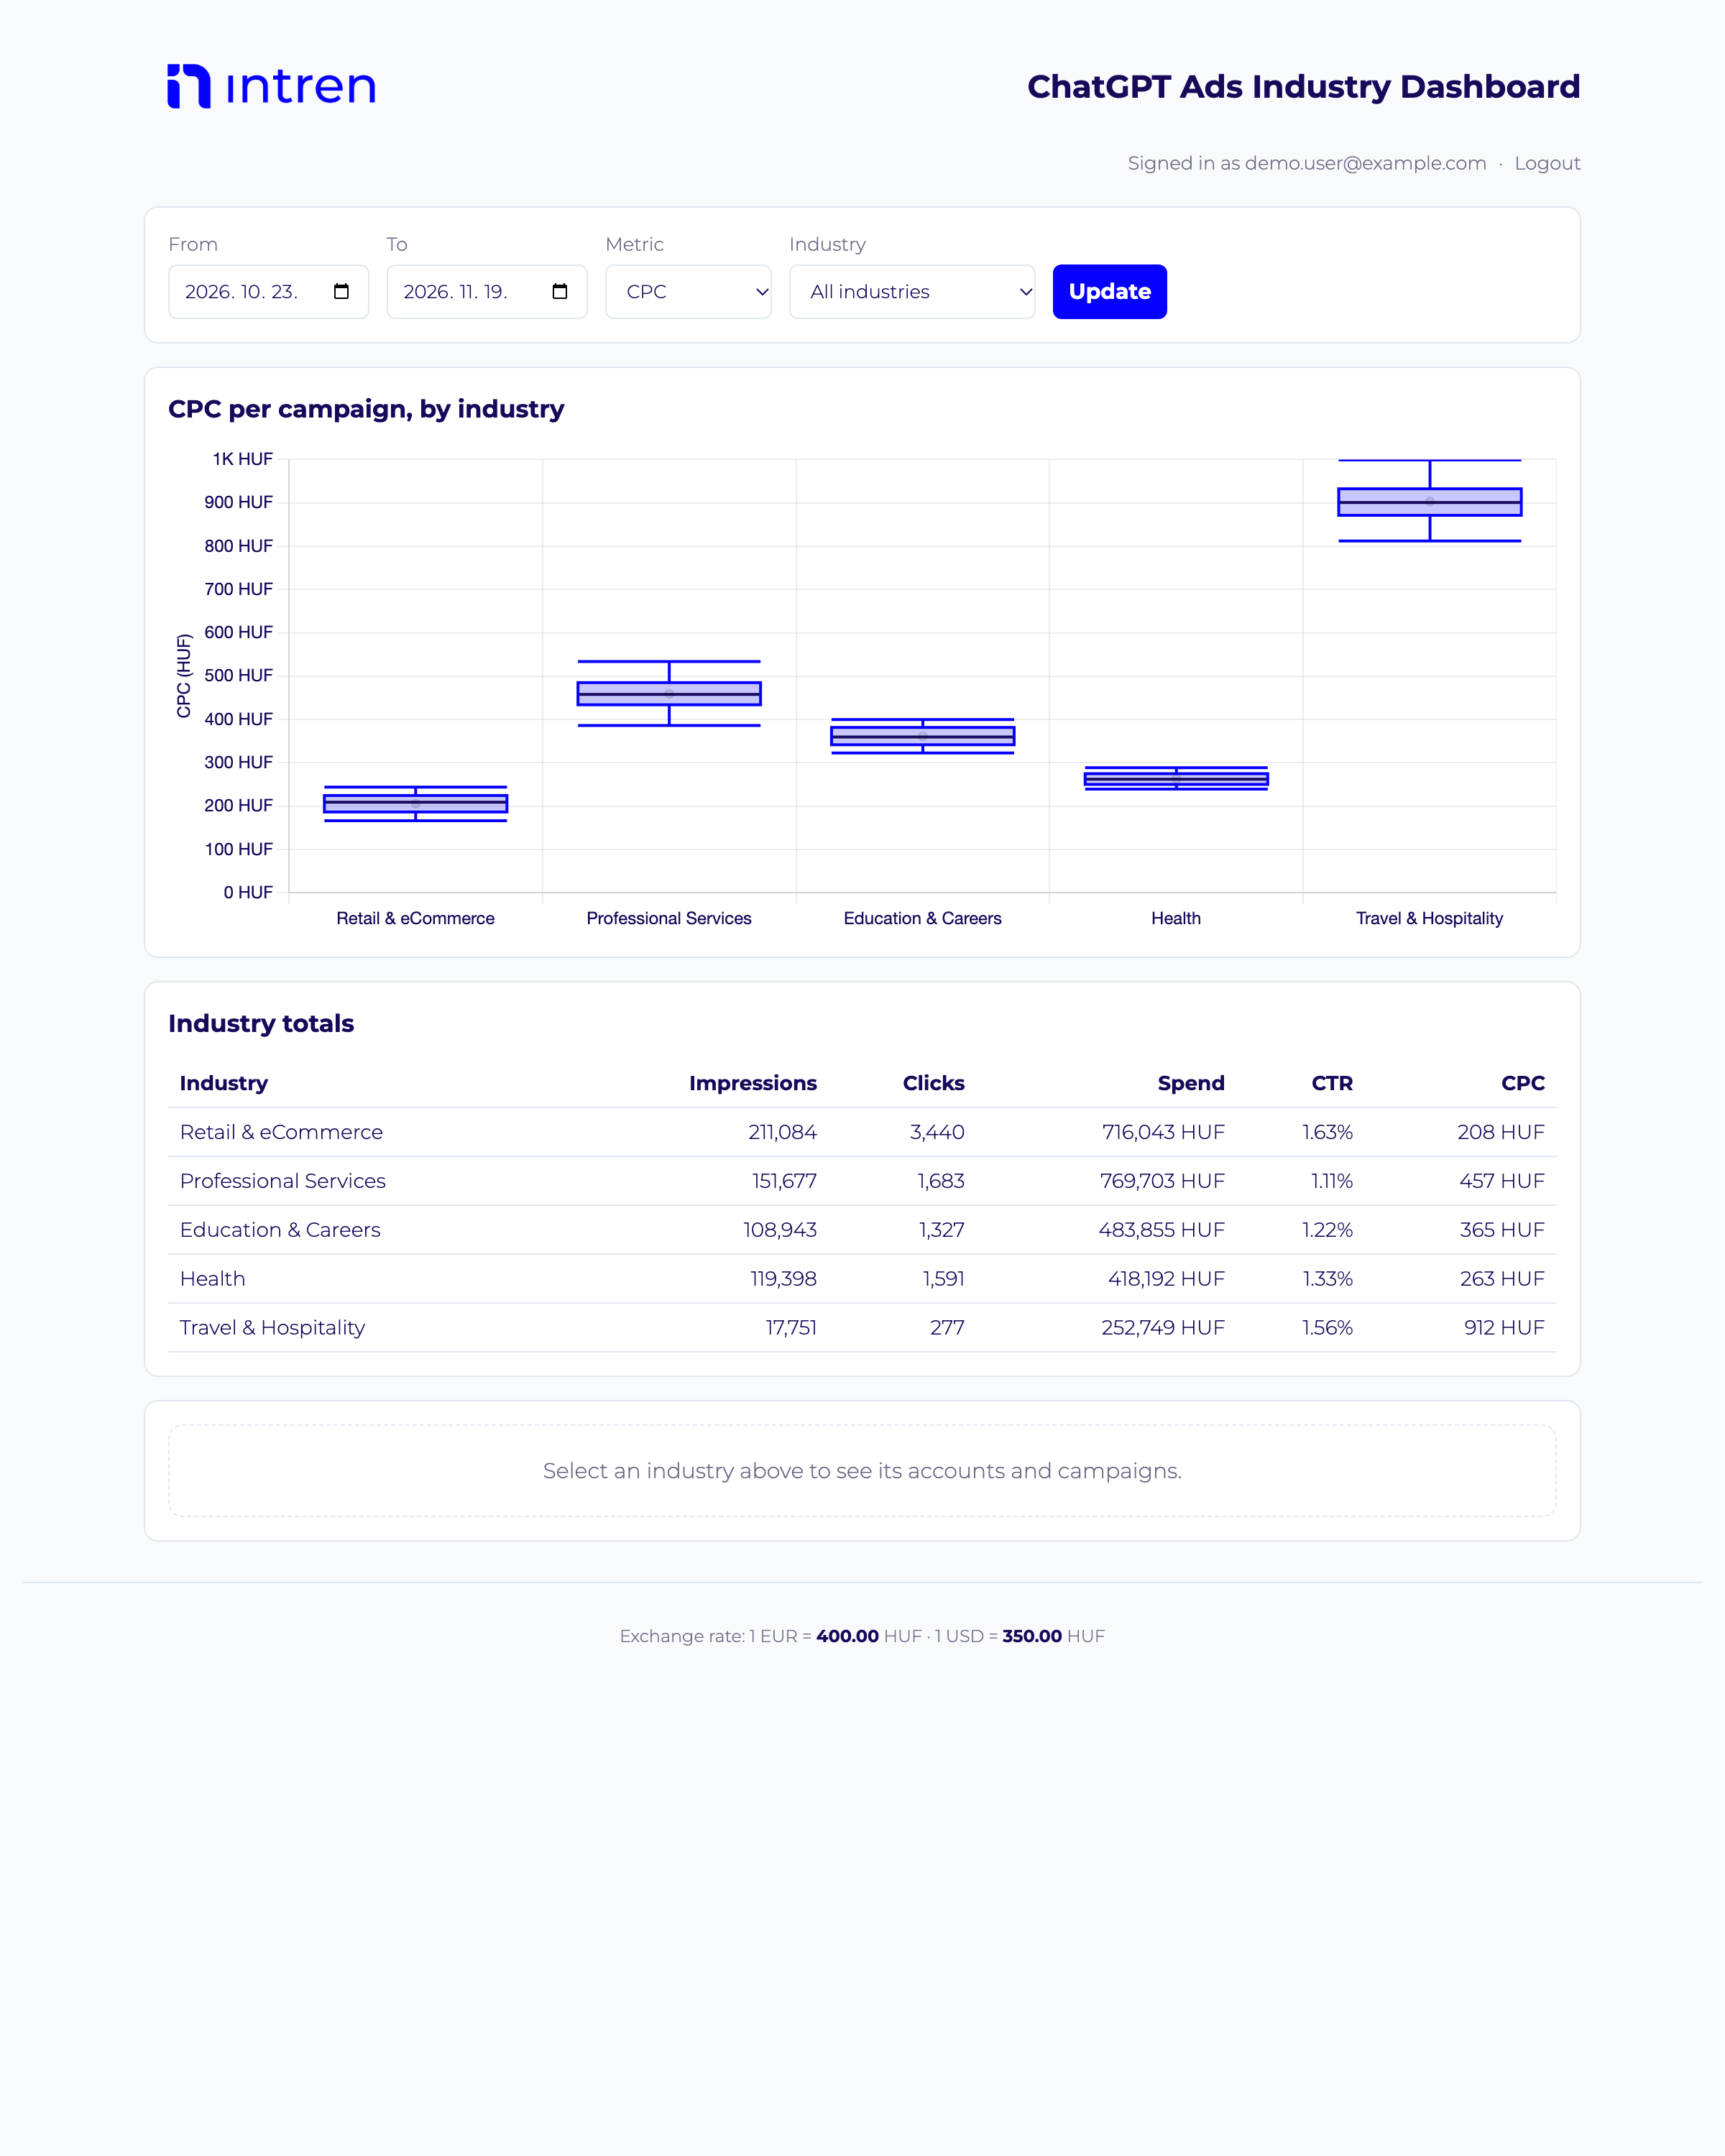 ıntren
ChatGPT Ads Industry Dashboard
Signed in as demo.user@example.com · Logout
From To Metric Industry
2026. 10. 23. 2026. 11. 19. CPC All industries Update
CPC per campaign, by industry
CPC (HUF)
1K HUF
900 HUF
800 HUF
700 HUF
600 HUF
500 HUF
400 HUF
300 HUF
200 HUF
100 HUF
0 HUF
Retail & eCommerce Professional Services Education & Careers Health Travel & Hospitality
Industry totals
Industry Impressions Clicks Spend CTR CPC
Retail & eCommerce 211,084 3,440 716,043 HUF 1.63% 208 HUF
Professional Services 151,677 1,683 769,703 HUF 1.11% 457 HUF
Education & Careers 108,943 1,327 483,855 HUF 1.22% 365 HUF
Health 119,398 1,591 418,192 HUF 1.33% 263 HUF
Travel & Hospitality 17,751 277 252,749 HUF 1.56% 912 HUF
Select an industry above to see its accounts and campaigns.
Exchange rate: 1 EUR = 400.00 HUF · 1 USD = 350.00 HUF